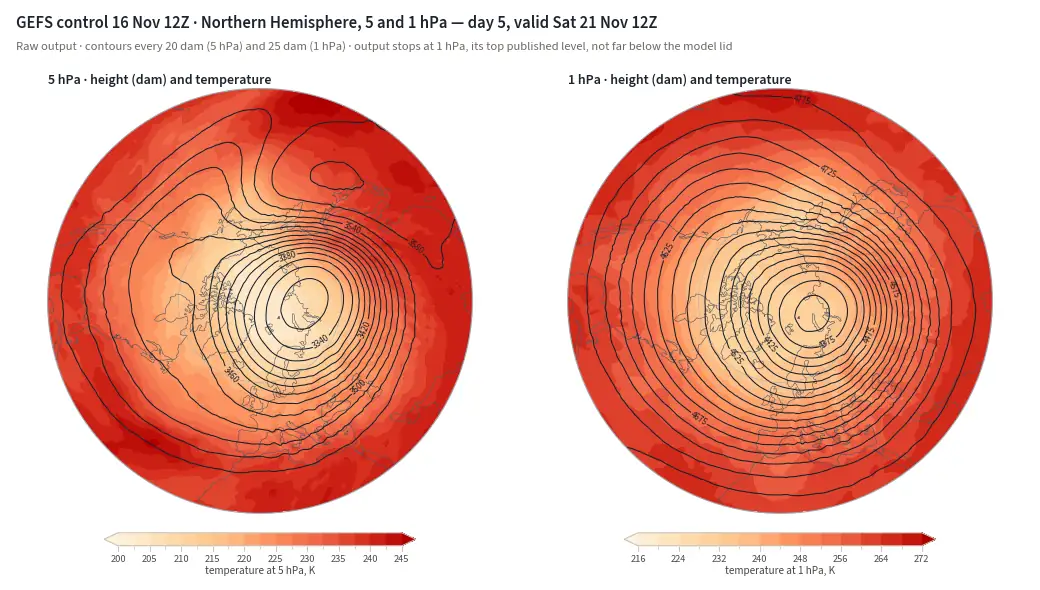 GEFS control 16 Nov 12Z · Northern Hemisphere, 5 and 1 hPa — day 5, valid Sat 21 Nov 12Z
Raw output · contours every 20 dam (5 hPa) and 25 dam (1 hPa) · output stops at 1 hPa, its top published level, not far below the model lid
5 hPa · height (dam) and temperature
1 hPa · height (dam) and temperature
3540
3580
3380
3420
3340
3460
3500
4775
4725
4625
4575
4475
4425
4375
4525
4675
200 205 210 215 220 225 230 235 240 245
temperature at 5 hPa, K
216 224 232 240 248 256 264 272
temperature at 1 hPa, K